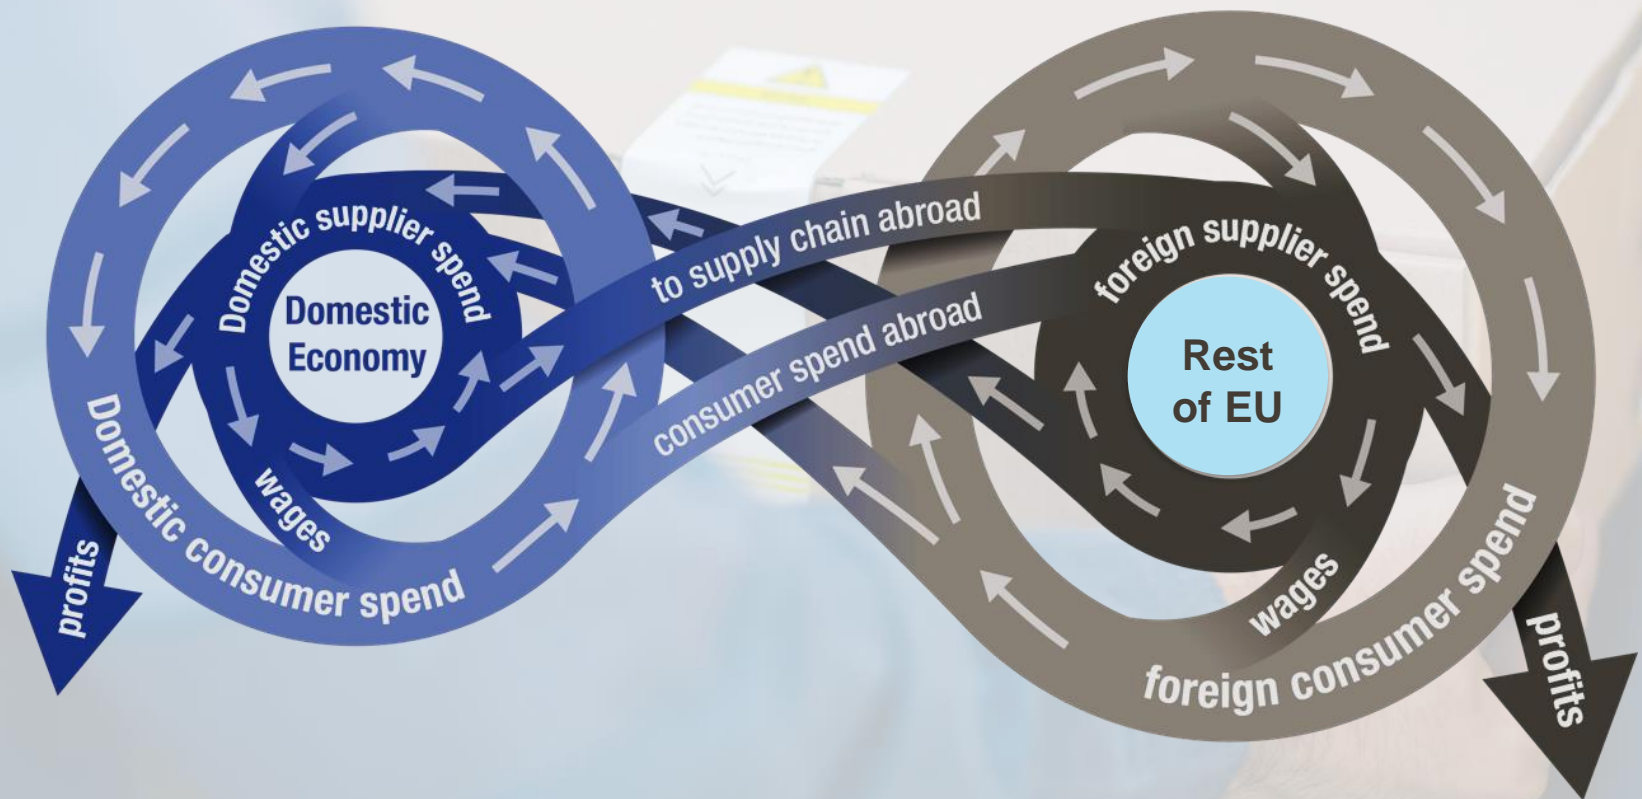 Domestic supplier spend
Domestic
Economy
wages
Domestic consumer spend
profits
to supply chain abroad
consumer spend abroad
foreign supplier spend
Rest
of EU
wages
foreign consumer spend
profits